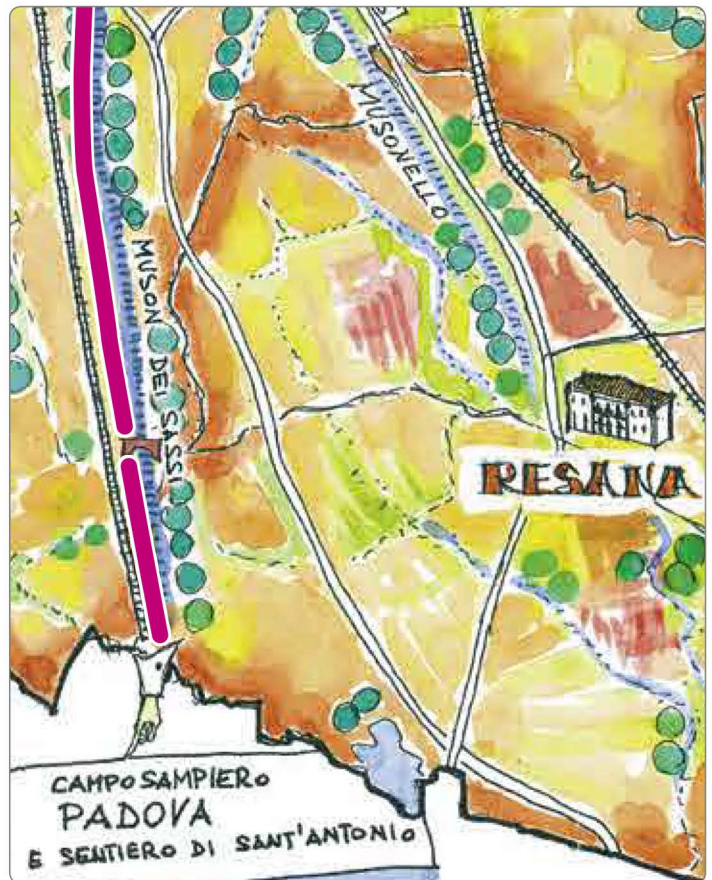 MUSONELLO
MUSON DEI SASSI
RESANA
CAMPOSAMPIERO
PADOVA
E SENTIERO DI SANT'ANTONIO